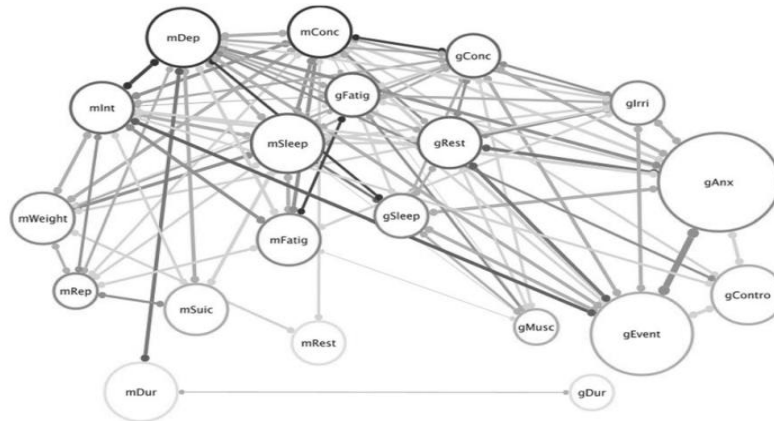 mDep
mConc
gConc
gFatig
gIrri
mInt
mSleep
gRest
gAnx
mWeight
gSleep
mFatig
mRep
mSuic
gContro
gMusc
gEvent
mRest
mDur
gDur